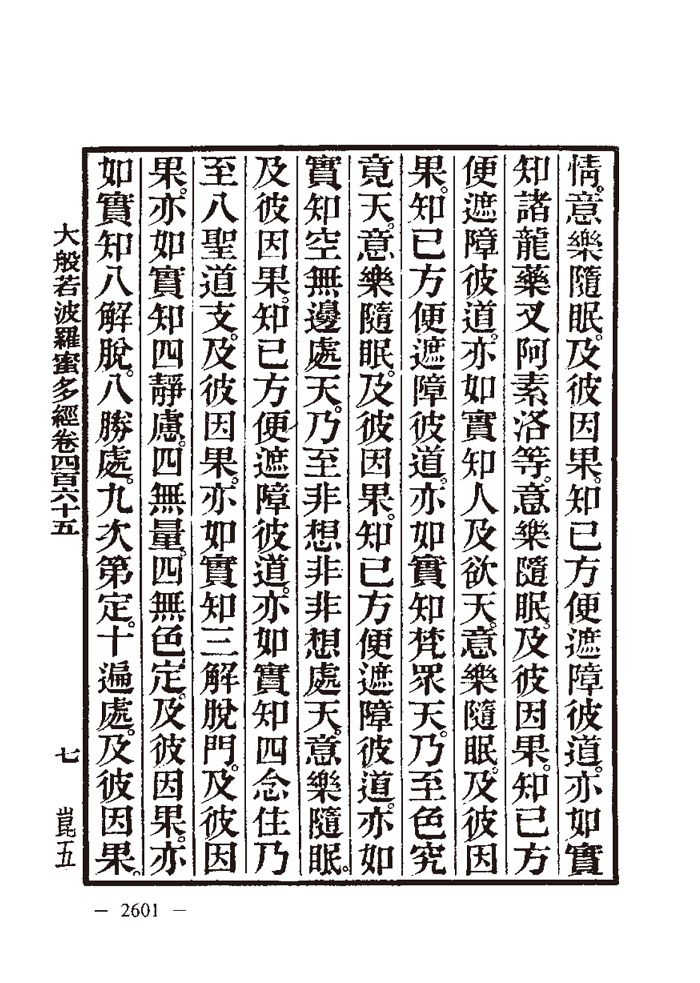 情。意樂隨眠。及彼因果。知已方便遮障彼道。亦如實
知諸龍藥叉阿素洛等。意樂隨眠。及彼因果。知已方
便遮障彼道。亦如實知人及欲天。意樂隨眠。及彼因
果。知已方便遮障彼道。亦如實知梵眾天。乃至色究
竟天。意樂隨眠。及彼因果。知已方便遮障彼道。亦如
實知空無邊處天。乃至非想非非想處天。意樂隨眠。
及彼因果。知已方便遮障彼道。亦如實知四念住乃
至八聖道支。及彼因果。亦如實知三解脫門。及彼因
果。亦如實知四靜慮。四無量。四無色定。及彼因果。亦
如實知八解脫。八勝處。九次第定。十遍處。及彼因果。
大般若波羅蜜多經卷四百六十五 七 崑五
— 2601 —